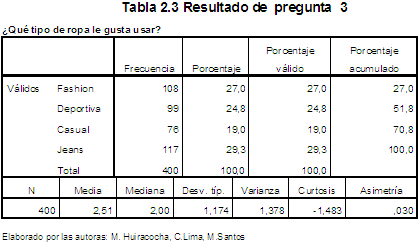 Tabla 2.3 Resultado de pregunta 3
¿Qué tipo de ropa le gusta usar?
Frecuencia Porcentaje Porcentaje válido Porcentaje acumulado
Válidos Fashion 108 27,0 27,0 27,0
Deportiva 99 24,8 24,8 51,8
Casual 76 19,0 19,0 70,8
Jeans 117 29,3 29,3 100,0
Total 400 100,0 100,0
N Media Mediana Desv. típ. Varianza Curtosis Asimetría
400 2,51 2,00 1,174 1,378 -1,483 ,030
Elaborado por las autoras: M. Huiracocha, C.Lima, M.Santos